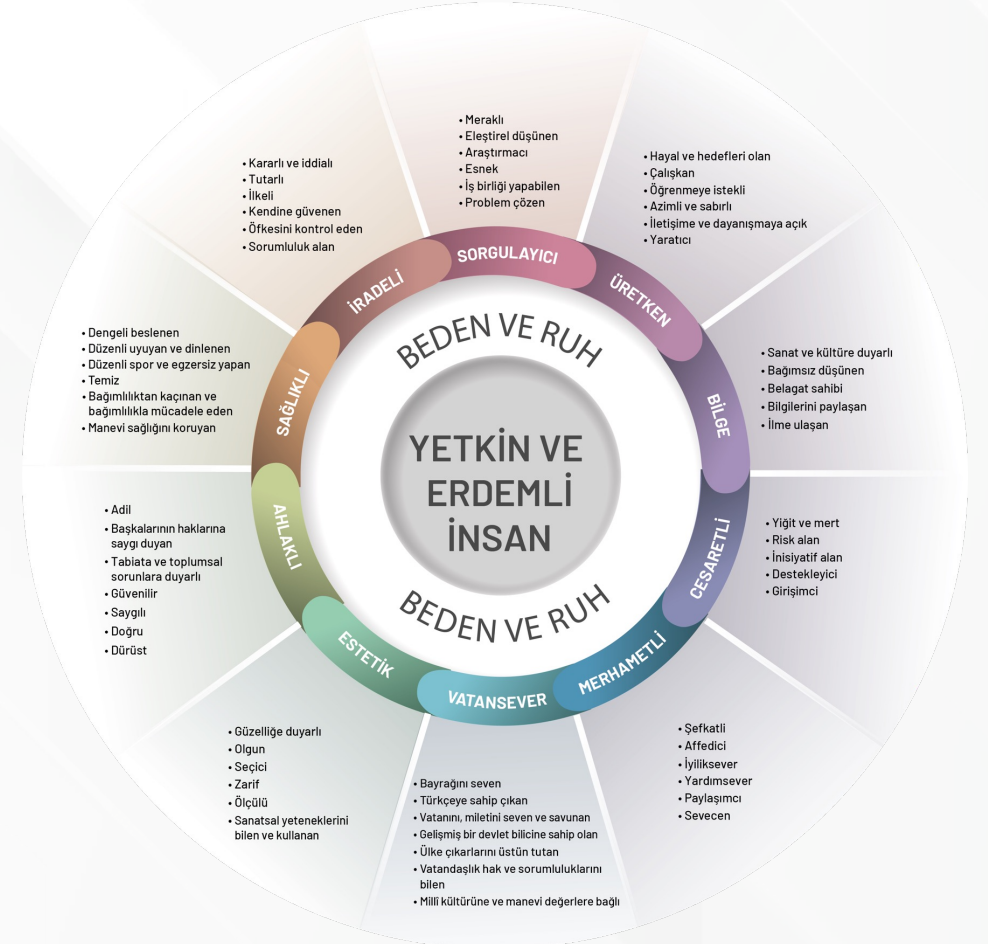 YETKİN VE
ERDEMLİ
İNSAN
BEDEN VE RUH
BEDEN VE RUH
SORGULAYICI
• Meraklı
• Eleştirel düşünen
• Araştırmacı
• Esnek
• İş birliği yapabilen
• Problem çözen
ÜRETKEN
• Hayal ve hedefleri olan
• Çalışkan
• Öğrenmeye istekli
• Azimli ve sabırlı
• İletişime ve dayanışmaya açık
• Yaratıcı
BİLGE
• Sanat ve kültüre duyarlı
• Bağımsız düşünen
• Belagat sahibi
• Bilgilerini paylaşan
• İlme ulaşan
CESARETLİ
• Yiğit ve mert
• Risk alan
• İnisiyatif alan
• Destekleyici
• Girişimci
MERHAMETLİ
• Şefkatli
• Affedici
• İyiliksever
• Yardımsever
• Paylaşımcı
• Sevecen
VATANSEVER
• Bayrağını seven
• Türkçeye sahip çıkan
• Vatanını, miletini seven ve savunan
• Gelişmiş bir devlet bilicine sahip olan
• Ülke çıkarlarını üstün tutan
• Vatandaşlık hak ve sorumluluklarını
bilen
• Millî kültürüne ve manevi değerlere bağlı
ESTETİK
• Güzelliğe duyarlı
• Olgun
• Seçici
• Zarif
• Ölçülü
• Sanatsal yeteneklerini
bilen ve kullanan
AHLAKLI
• Adil
• Başkalarının haklarına
saygı duyan
• Tabiata ve toplumsal
sorunlara duyarlı
• Güvenilir
• Saygılı
• Doğru
• Dürüst
SAĞLIKLI
• Dengeli beslenen
• Düzenli uyuyan ve dinlenen
• Düzenli spor ve egzersiz yapan
• Temiz
• Bağımlılıktan kaçınan ve
bağımlılıkla mücadele eden
• Manevi sağlığını koruyan
İRADELİ
• Kararlı ve iddialı
• Tutarlı
• İlkeli
• Kendine güvenen
• Öfkesini kontrol eden
• Sorumluluk alan